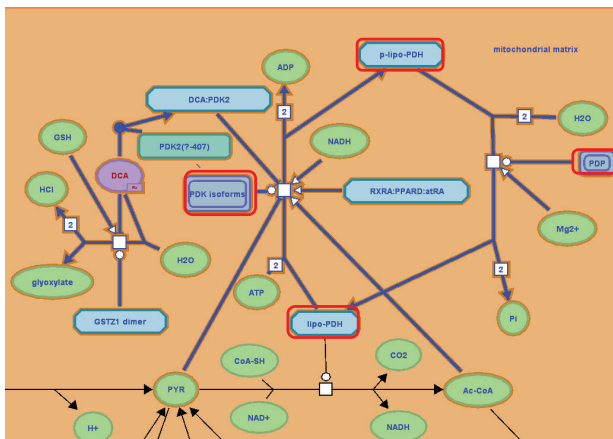 p-lipo-PDH
mitochondrial matrix
ADP
DCA:PDK2
2
2
H2O
GSH
NADH
PDK2(?-407)
DCA
Rx
PDP
HCl
PDK isoforms
RXRA:PPARD:atRA
2
Mg2+
H2O
glyoxylate
2
2
ATP
GSTZ1 dimer
lipo-PDH
Pi
CoA-SH
CO2
PYR
Ac-CoA
NAD+
NADH
H+